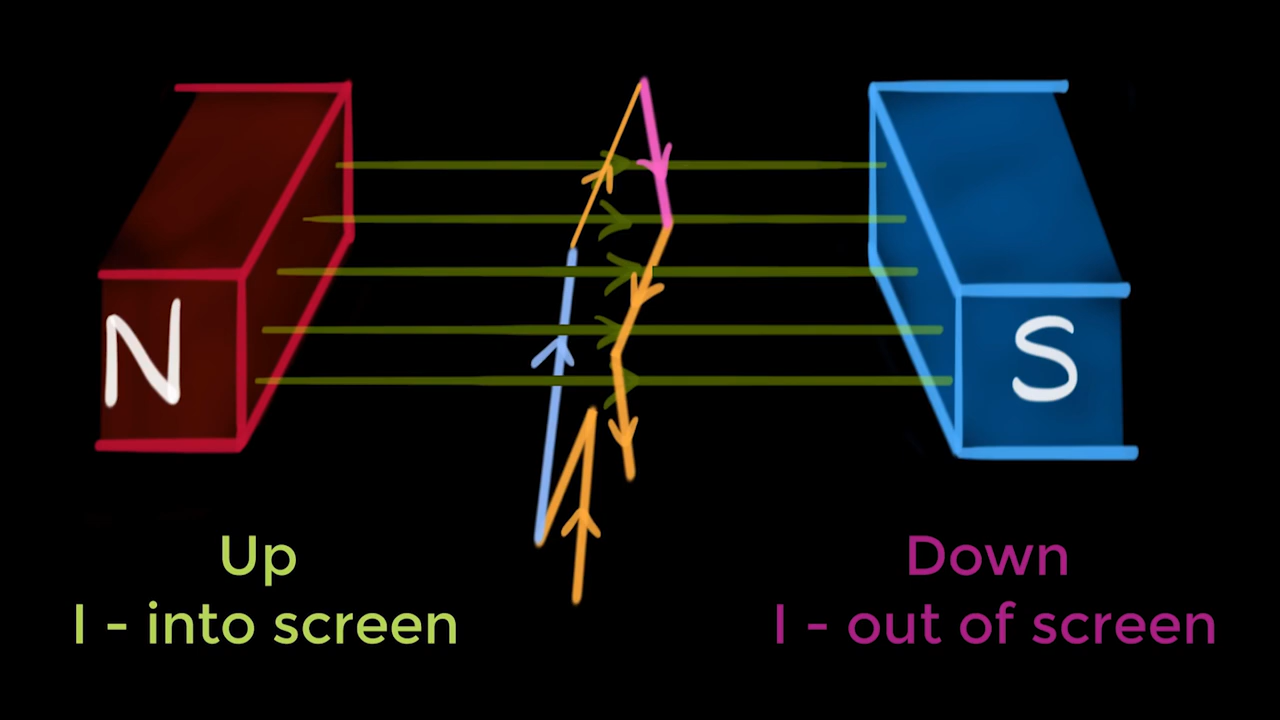 N
S
Up
I - into screen
Down
I - out of screen